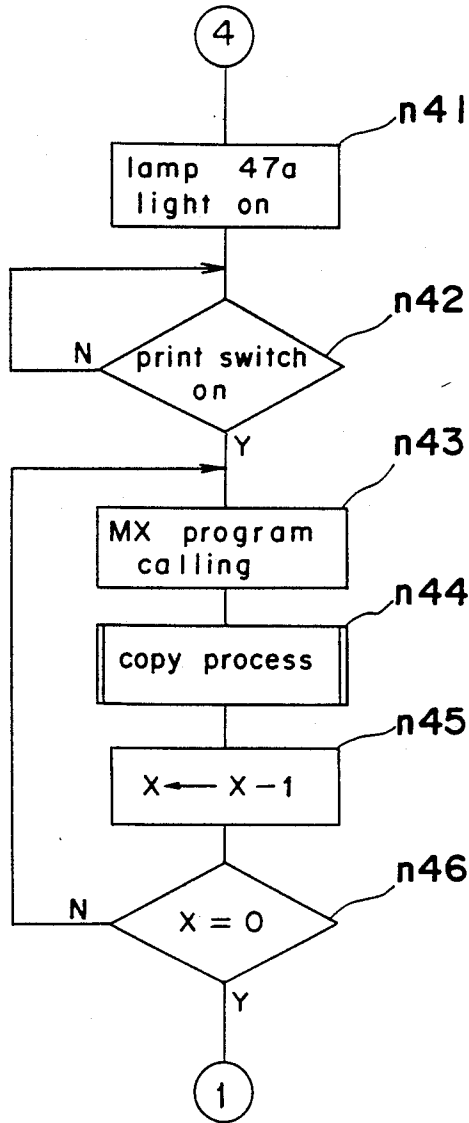 4
n41
lamp 47a
light on
n42
N
print switch
on
Y
n43
MX program
calling
n44
copy process
n45
X ← X - 1
n46
N
X = 0
Y
1